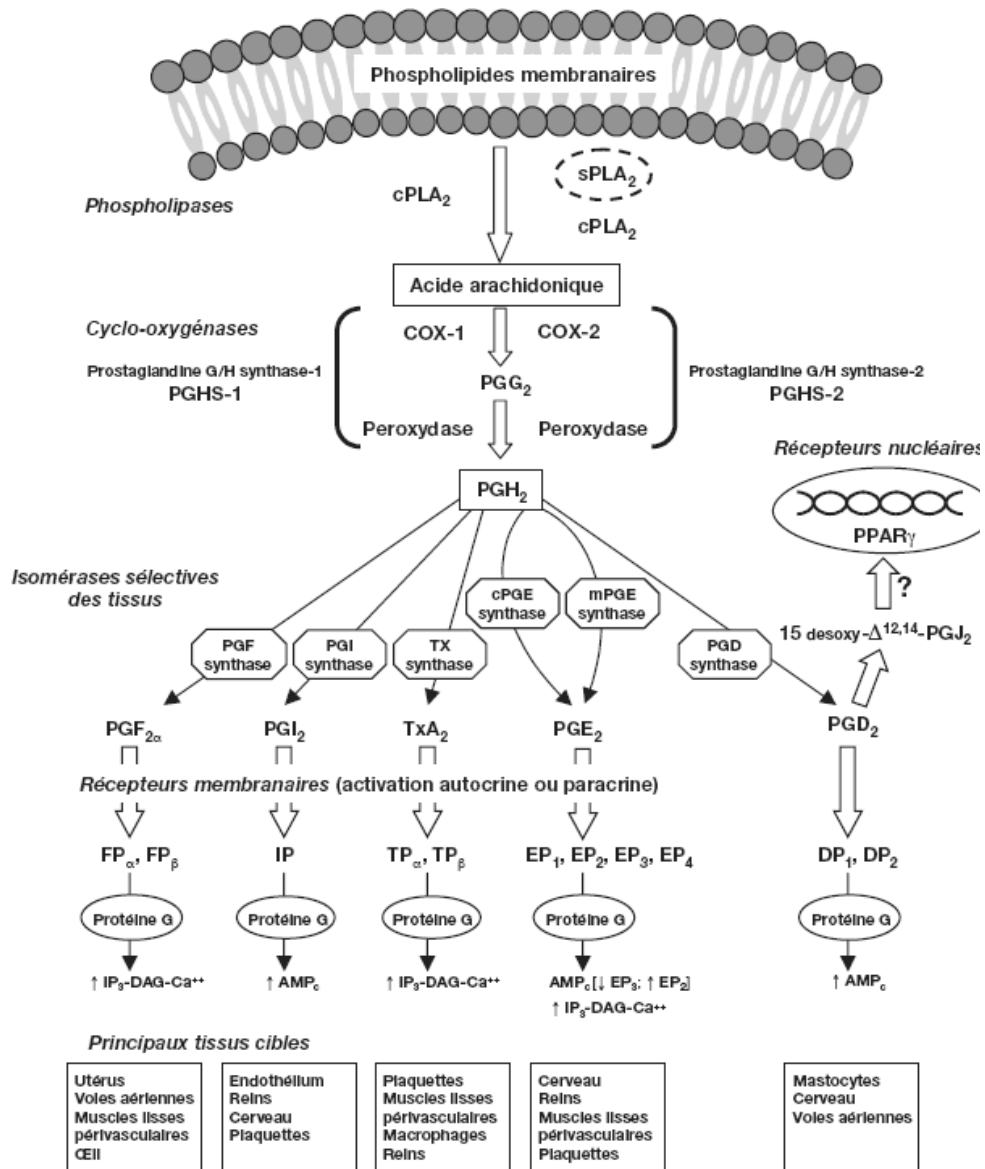 Phospholipides membranaires
sPLA₂
cPLA₂
cPLA₂
Phospholipases
Acide arachidonique
Cyclo-oxygénases
COX-1
COX-2
Prostaglandine G/H synthase-1
PGHS-1
PGG₂
Prostaglandine G/H synthase-2
PGHS-2
Peroxydase
Peroxydase
Récepteurs nucléaires
PGH₂
PPARγ
Isomérases sélectives
des tissus
?
cPGE
synthase
mPGE
synthase
15 desoxy-Δ¹²,¹⁴-PGJ₂
PGF
synthase
PGI
synthase
TX
synthase
PGD
synthase
PGF₂α
PGI₂
TxA₂
PGE₂
PGD₂
Récepteurs membranaires (activation autocrine ou paracrine)
FPα, FPβ
IP
TPα, TPβ
EP₁, EP₂, EP₃, EP₄
DP₁, DP₂
Protéine G
Protéine G
Protéine G
Protéine G
Protéine G
↑ IP₃-DAG-Ca⁺⁺
↑ AMPc
↑ IP₃-DAG-Ca⁺⁺
AMPc [↓ EP₃; ↑ EP₂]
↑ IP₃-DAG-Ca⁺⁺
↑ AMPc
Principaux tissus cibles
Utérus
Voies aériennes
Muscles lisses
périvasculaires
Œil
Endothélium
Reins
Cerveau
Plaquettes
Plaquettes
Muscles lisses
périvasculaires
Macrophages
Reins
Cerveau
Reins
Muscles lisses
périvasculaires
Plaquettes
Mastocytes
Cerveau
Voies aériennes